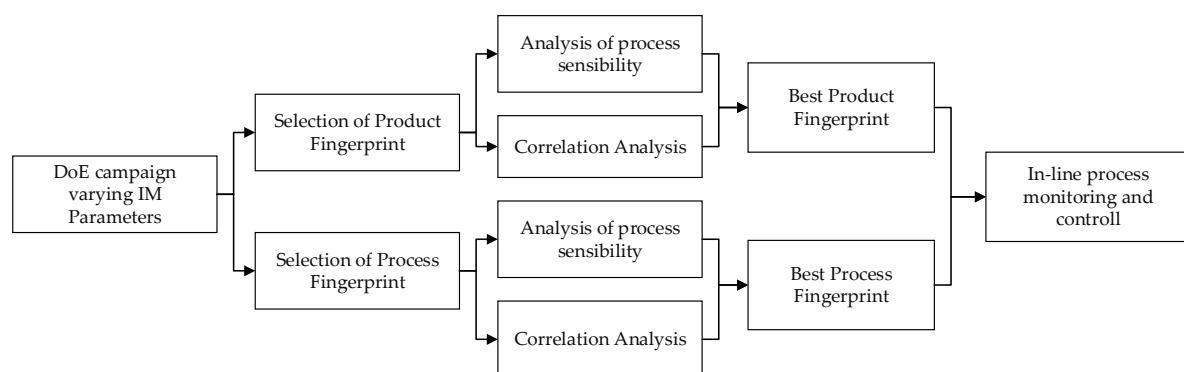 DoE campaign
varying IM
Parameters
Selection of Product
Fingerprint
Selection of Process
Fingerprint
Analysis of process
sensibility
Correlation Analysis
Analysis of process
sensibility
Correlation Analysis
Best Product
Fingerprint
Best Process
Fingerprint
In-line process
monitoring and
controll